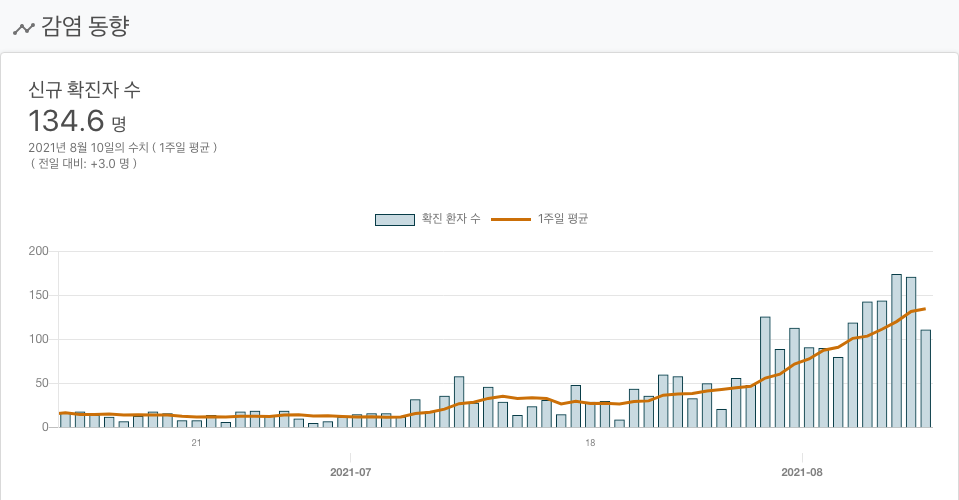 감염 동향
신규 확진자 수
134.6 명
2021년 8월 10일의 수치 ( 1주일 평균 )
( 전일 대비: +3.0 명 )
확진 환자 수 1주일 평균
200
150
100
50
0
21 18
2021-07 2021-08